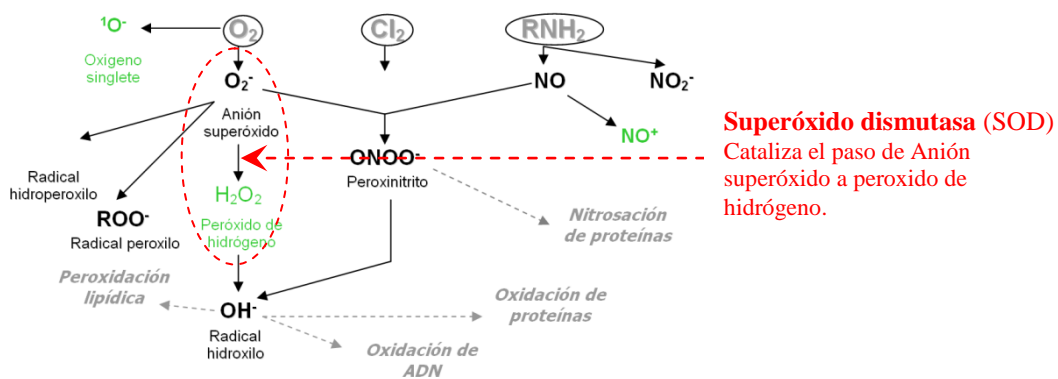 ¹O⁻
O₂
Cl₂
RNH₂
Oxigeno
singlete
O₂⁻
NO
NO₂⁻
Anión
superóxido
NO⁺
Superóxido dismutasa (SOD)
Cataliza el paso de Anión
superóxido a peroxido de
hidrógeno.
ONOO⁻
Peroxinitrito
Radical
hidroperoxilo
H₂O₂
ROO⁻
Radical peroxilo
Peróxido de
hidrógeno
Nitrosación
de proteínas
Peroxidación
lipídica
OH⁻
Radical
hidroxilo
Oxidación de
proteínas
Oxidación de
ADN